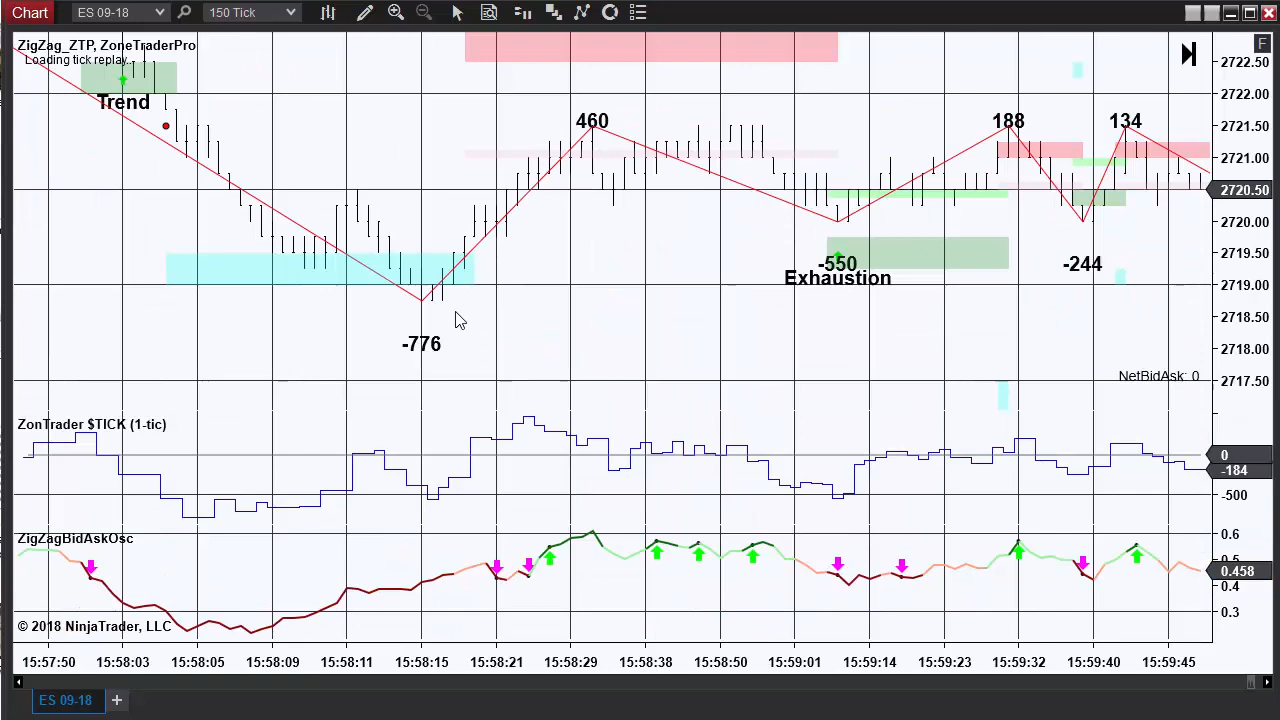 Chart
ES 09-18
150 Tick
ZigZag_ZTP, ZoneTraderPro
Loading tick replay..
Trend
460
188
134
-776
-550
Exhaustion
-244
NetBidAsk: 0
F
2722.50
2722.00
2721.50
2721.00
2720.50
2720.00
2719.50
2719.00
2718.50
2718.00
2717.50
ZonTrader $TICK (1-tic)
0
-184
-500
ZigZagBidAskOsc
0.6
0.5
0.458
0.4
0.3
© 2018 NinjaTrader, LLC
15:57:50 15:58:03 15:58:05 15:58:09 15:58:11 15:58:15 15:58:21 15:58:29 15:58:38 15:58:50 15:59:01 15:59:14 15:59:23 15:59:32 15:59:40 15:59:45
ES 09-18 +